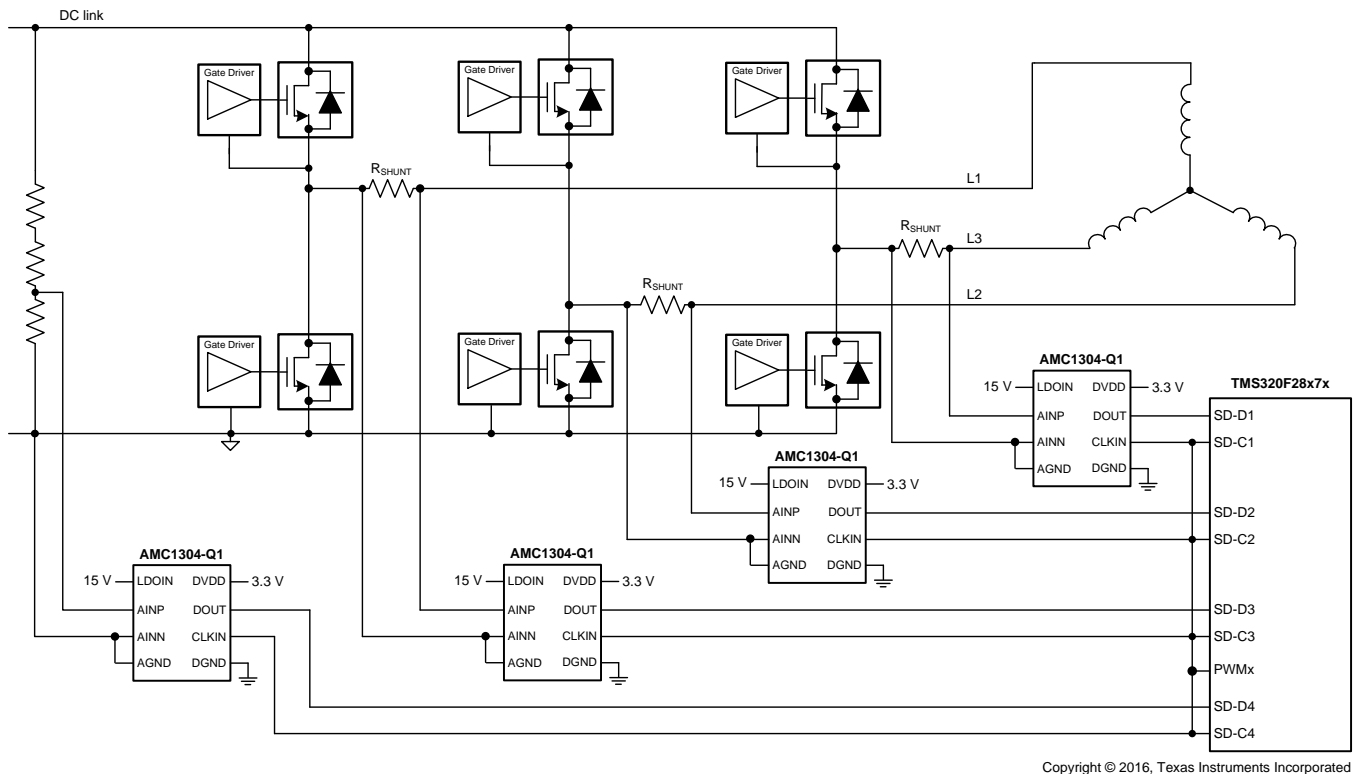 DC link
Gate Driver
Gate Driver
Gate Driver
RSHUNT
L1
RSHUNT
L3
RSHUNT
L2
Gate Driver
Gate Driver
Gate Driver
AMC1304-Q1
15 V LDOIN DVDD 3.3 V
AINP DOUT
AINN CLKIN
AGND DGND
TMS320F28x7x
SD-D1
SD-C1
SD-D2
SD-C2
SD-D3
SD-C3
PWMx
SD-D4
SD-C4
AMC1304-Q1
15 V LDOIN DVDD 3.3 V
AINP DOUT
AINN CLKIN
AGND DGND
AMC1304-Q1
15 V LDOIN DVDD 3.3 V
AINP DOUT
AINN CLKIN
AGND DGND
AMC1304-Q1
15 V LDOIN DVDD 3.3 V
AINP DOUT
AINN CLKIN
AGND DGND
Copyright © 2016, Texas Instruments Incorporated